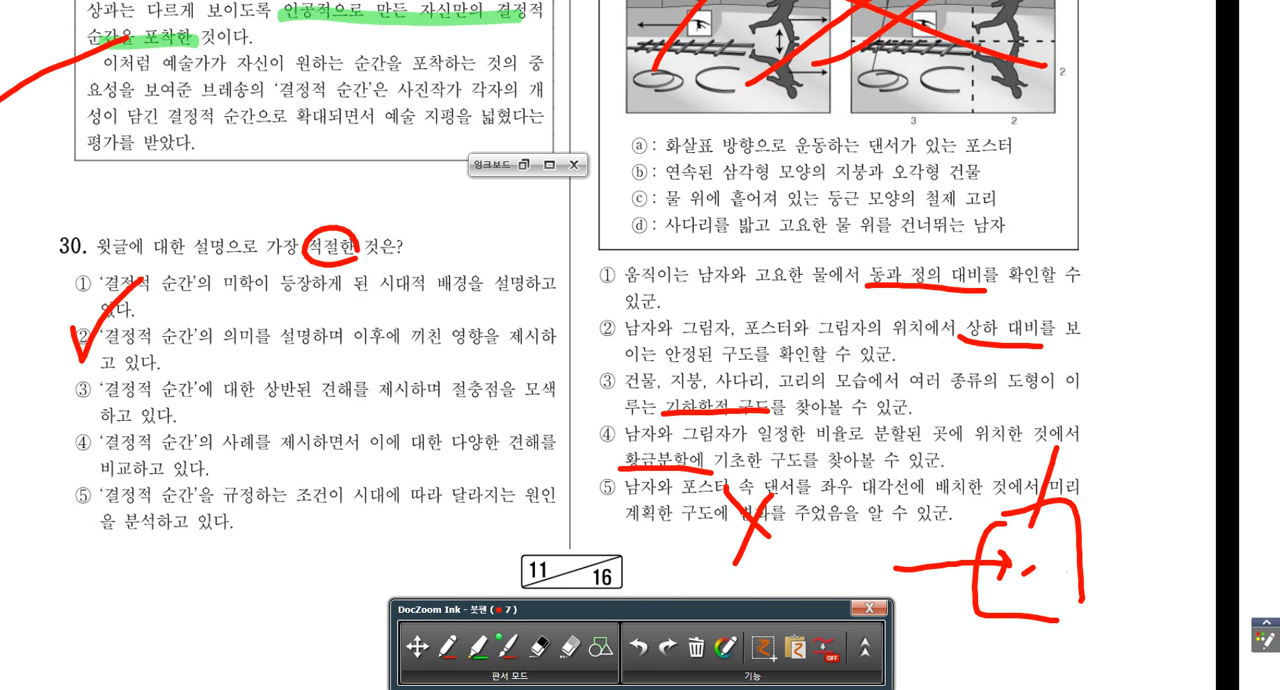 상과는 다르게 보이도록 인공적으로 만든 자신만의 결정적
순간을 포착한 것이다.
이처럼 예술가가 자신이 원하는 순간을 포착하는 것의 중
요성을 보여준 브레송의 '결정적 순간'은 사진작가 각자의 개
성이 담긴 결정적 순간으로 확대되면서 예술 지평을 넓혔다는
평가를 받았다.
30. 윗글에 대한 설명으로 가장 적절한 것은?
① '결정적 순간'의 미학이 등장하게 된 시대적 배경을 설명하고
있다.
② '결정적 순간'의 의미를 설명하며 이후에 끼친 영향을 제시하
고 있다.
③ '결정적 순간'에 대한 상반된 견해를 제시하며 절충점을 모색
하고 있다.
④ '결정적 순간'의 사례를 제시하면서 이에 대한 다양한 견해를
비교하고 있다.
⑤ '결정적 순간'을 규정하는 조건이 시대에 따라 달라지는 원인
을 분석하고 있다.
2
3 2
ⓐ : 화살표 방향으로 운동하는 댄서가 있는 포스터
ⓑ : 연속된 삼각형 모양의 지붕과 오각형 건물
ⓒ : 물 위에 흩어져 있는 둥근 모양의 철제 고리
ⓓ : 사다리를 밟고 고요한 물 위를 건너뛰는 남자
① 움직이는 남자와 고요한 물에서 동과 정의 대비를 확인할 수
있군.
② 남자와 그림자, 포스터와 그림자의 위치에서 상하 대비를 보
이는 안정된 구도를 확인할 수 있군.
③ 건물, 지붕, 사다리, 고리의 모습에서 여러 종류의 도형이 이
루는 기하학적 구도를 찾아볼 수 있군.
④ 남자와 그림자가 일정한 비율로 분할된 곳에 위치한 것에서
황금분할에 기초한 구도를 찾아볼 수 있군.
⑤ 남자와 포스터 속 댄서를 좌우 대각선에 배치한 것에서 미리
계획한 구도에 변화를 주었음을 알 수 있군.
11 16
잉크보드
DocZoom Ink - 붓펜 ( 7 )
OFF
판서 모드 기능